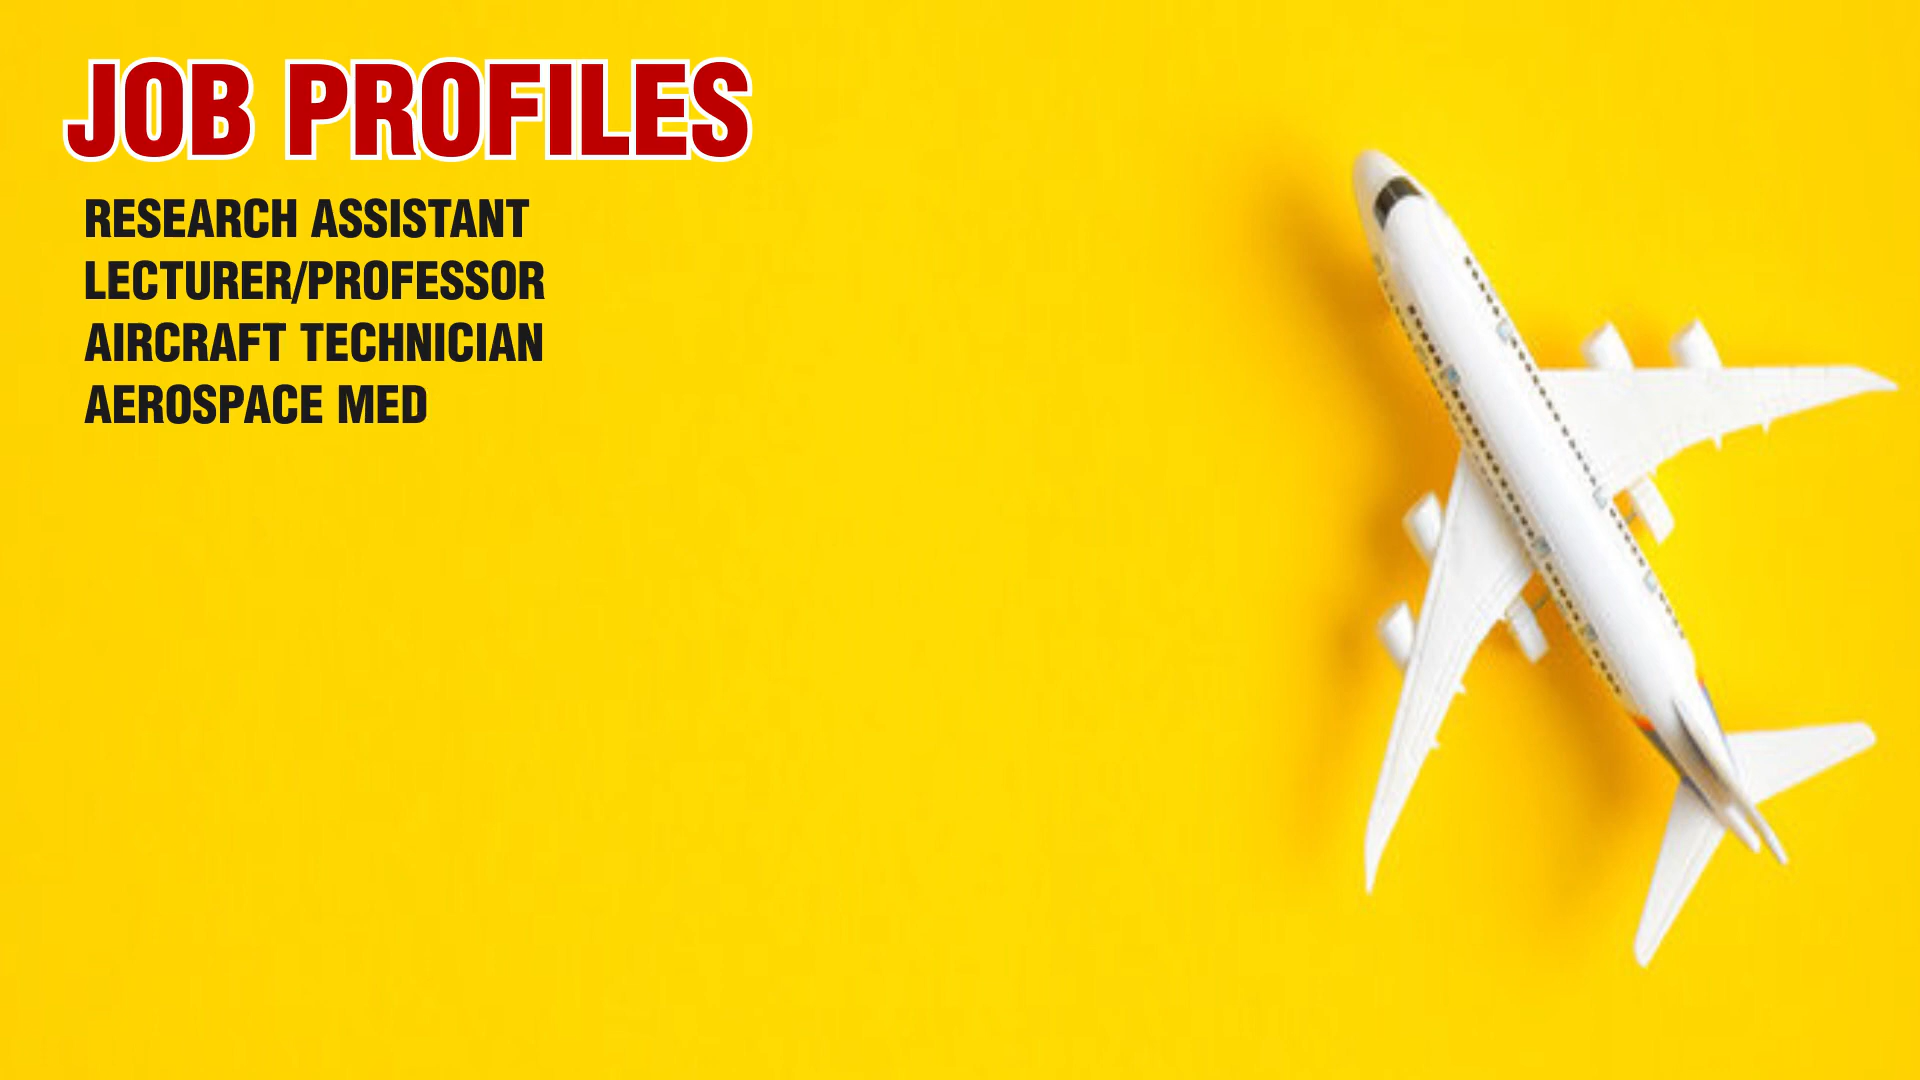 JOB PROFILES
RESEARCH ASSISTANT
LECTURER/PROFESSOR
AIRCRAFT TECHNICIAN
AEROSPACE MED